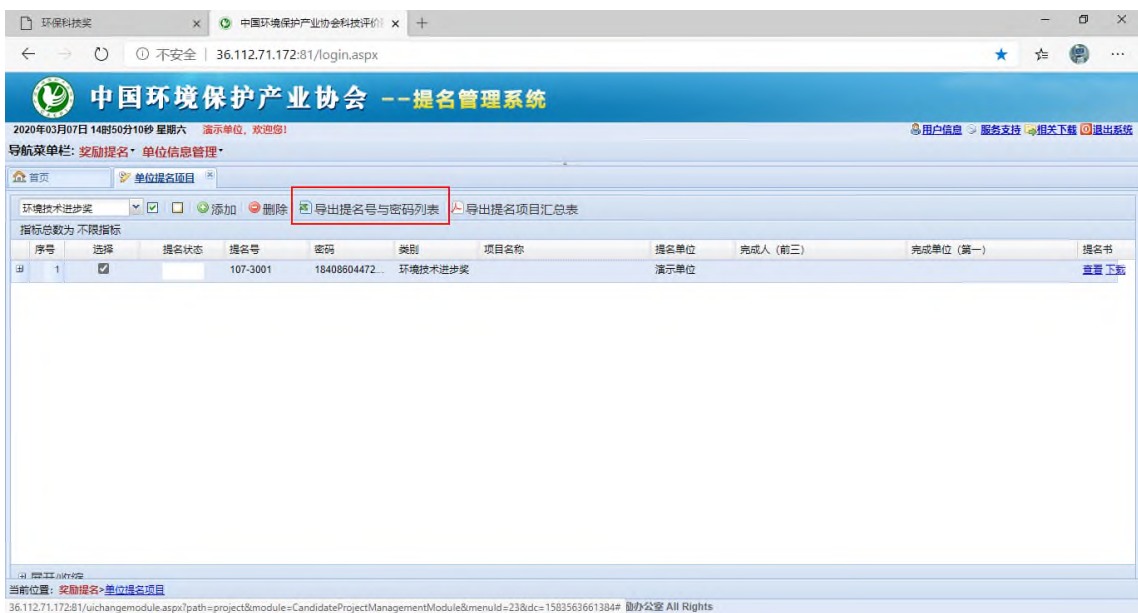 环保科技奖
中国环境保护产业协会科技评价
不安全 | 36.112.71.172:81/login.aspx
中国环境保护产业协会 --提名管理系统
2020年03月07日 14时50分10秒 星期六 演示单位,欢迎您!
用户信息 服务支持 相关下载 退出系统
导航菜单栏: 奖励提名 单位信息管理
首页 单位提名项目
环境技术进步奖 添加 删除 导出提名号与密码列表 导出提名项目汇总表
指标总数为 不限指标
序号 选择 提名状态 提名号 密码 类别 项目名称 提名单位 完成人(前三) 完成单位(第一) 提名书
1 107-3001 18408604472... 环境技术进步奖 演示单位 查看 下载
展开/收缩
当前位置: 奖励提名>单位提名项目
36.112.71.172:81/uichangemodule.aspx?path=project&module=CandidateProjectManagementModule&menuId=23&dc=1583563661384# 励办公室 All Rights